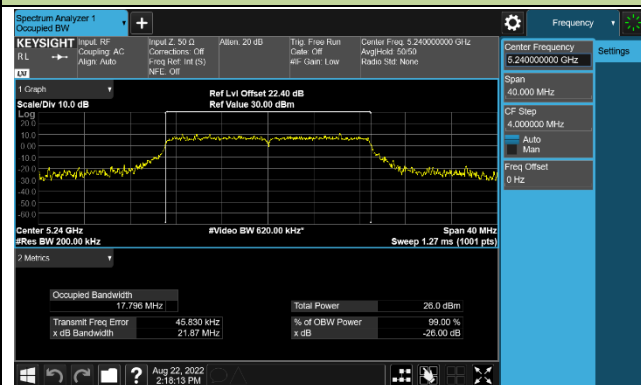 Spectrum Analyzer 1
Occupied BW
Frequency
KEYSIGHT
RL
LXI
Input: RF
Coupling: AC
Align: Auto
Input Z: 50 Ω
Corrections: Off
Freq Ref: Int (S)
NFE: Off
Atten: 20 dB
Trig: Free Run
Gate: Off
#IF Gain: Low
Center Freq: 5.240000000 GHz
Avg|Hold: 50/50
Radio Std: None
Center Frequency
5.240000000 GHz
Settings
Span
40.000 MHz
CF Step
4.000000 MHz
Auto
Man
Freq Offset
0 Hz
1 Graph
Scale/Div 10.0 dB
Ref Lvl Offset 22.40 dB
Ref Value 30.00 dBm
Log
20.0
10.0
0.00
-10.0
-20.0
-30.0
-40.0
-50.0
-60.0
Center 5.24 GHz
#Res BW 200.00 kHz
#Video BW 620.00 kHz*
Span 40 MHz
Sweep 1.27 ms (1001 pts)
2 Metrics
Occupied Bandwidth
17.796 MHz
Total Power 26.0 dBm
Transmit Freq Error 45.830 kHz
% of OBW Power 99.00 %
x dB Bandwidth 21.87 MHz
x dB -26.00 dB
?
Aug 22, 2022
2:18:13 PM